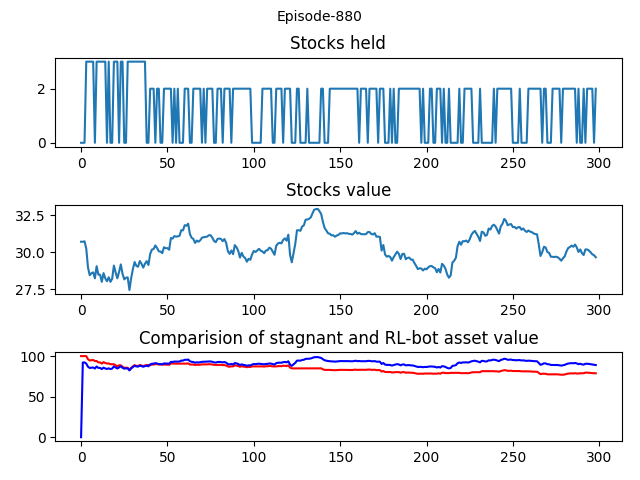 Episode-880
Stocks held
2
0
0 50 100 150 200 250 300
Stocks value
32.5
30.0
27.5
0 50 100 150 200 250 300
Comparision of stagnant and RL-bot asset value
100
50
0
0 50 100 150 200 250 300